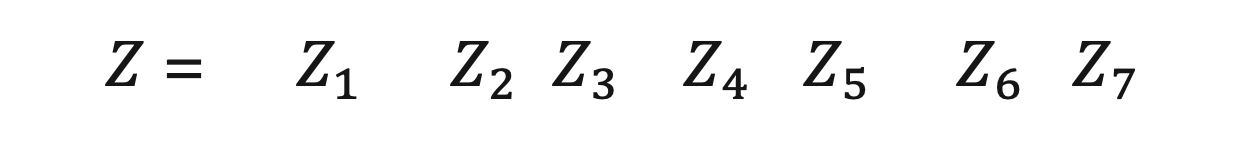 Z = Z₁ Z₂ Z₃ Z₄ Z₅ Z₆ Z₇